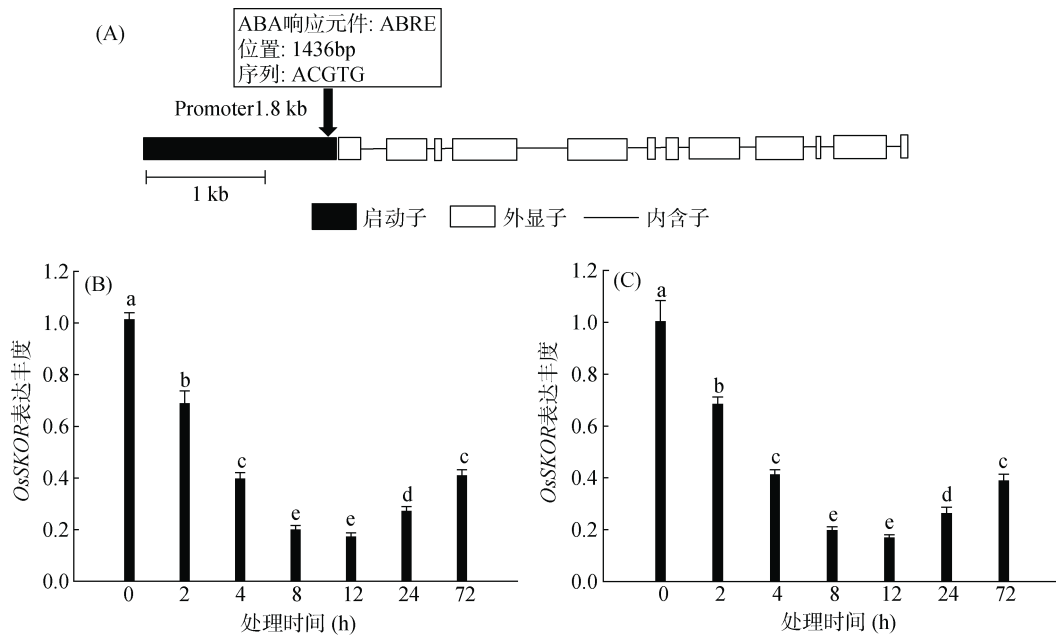 (A)
ABA响应元件: ABRE
位置: 1436bp
序列: ACGTG
Promoter1.8 kb
1 kb
启动子
外显子
内含子
(B)
OsSKOR表达丰度
1.2
1.0
0.8
0.6
0.4
0.2
0.0
a
b
c
e
e
d
c
0 2 4 8 12 24 72
处理时间 (h)
(C)
OsSKOR表达丰度
1.2
1.0
0.8
0.6
0.4
0.2
0.0
a
b
c
e
e
d
c
0 2 4 8 12 24 72
处理时间 (h)